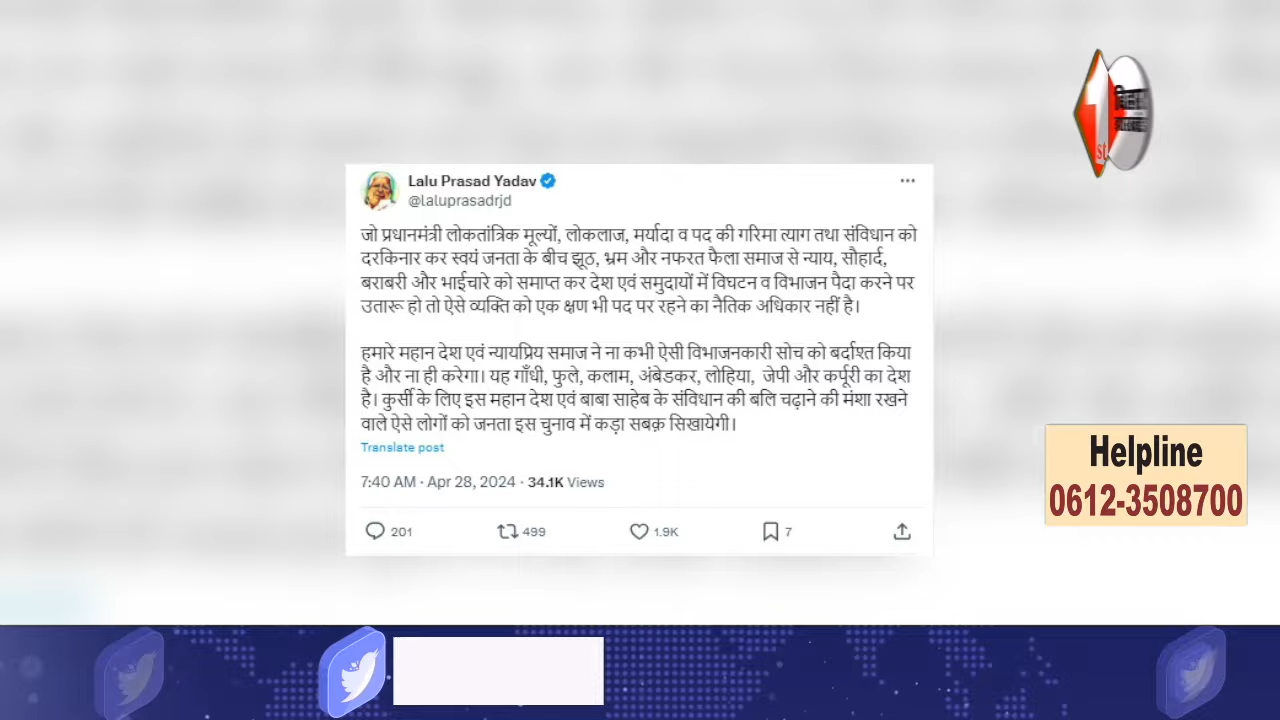 Lalu Prasad Yadav
@laluprasadrjd
जो प्रधानमंत्री लोकतांत्रिक मूल्यों, लोकलाज, मर्यादा व पद की गरिमा त्याग तथा संविधान को
दरकिनार कर स्वयं जनता के बीच झूठ, भ्रम और नफरत फैला समाज से न्याय, सौहार्द,
बराबरी और भाईचारे को समाप्त कर देश एवं समुदायों में विघटन व विभाजन पैदा करने पर
उतारू हो तो ऐसे व्यक्ति को एक क्षण भी पद पर रहने का नैतिक अधिकार नहीं है।
हमारे महान देश एवं न्यायप्रिय समाज ने ना कभी ऐसी विभाजनकारी सोच को बर्दाश्त किया
है और ना ही करेगा। यह गाँधी, फुले, कलाम, अंबेडकर, लोहिया, जेपी और कर्पूरी का देश
है। कुर्सी के लिए इस महान देश एवं बाबा साहेब के संविधान की बलि चढ़ाने की मंशा रखने
वाले ऐसे लोगों को जनता इस चुनाव में कड़ा सबक़ सिखायेगी।
Translate post
7:40 AM · Apr 28, 2024 · 34.1K Views
201 499 1.9K 7
1st
Helpline
0612-3508700